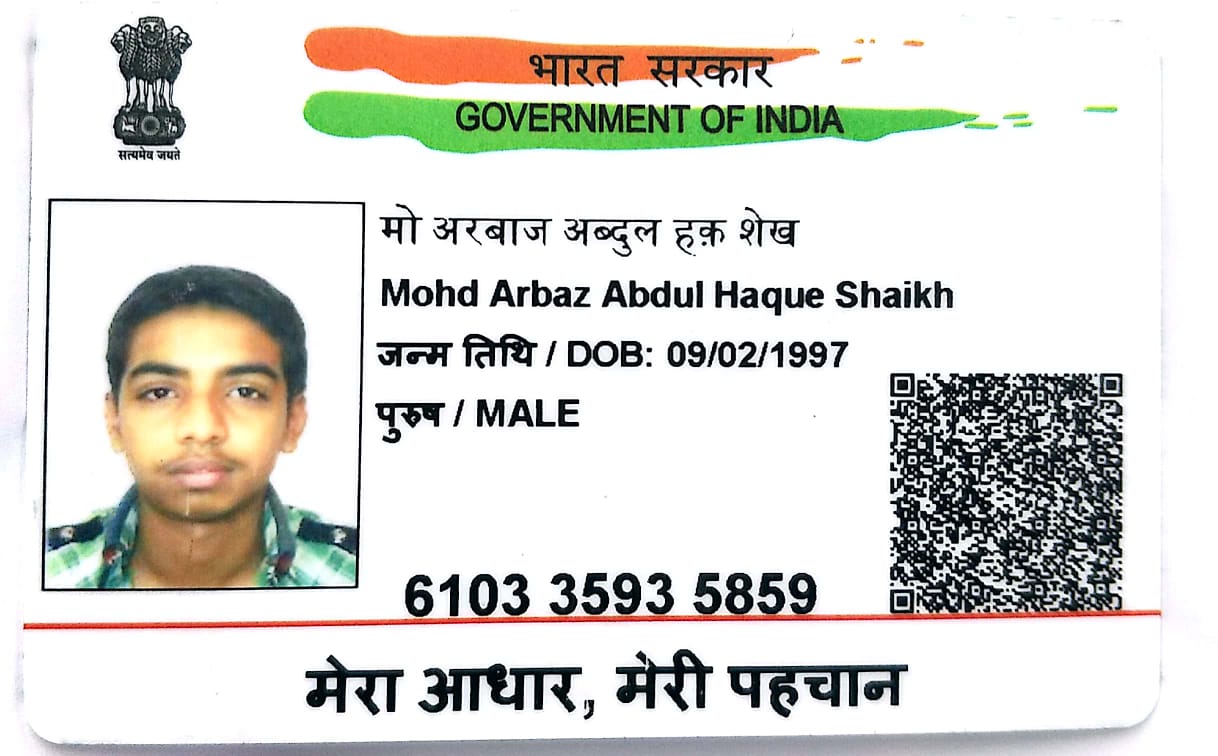 भारत सरकार
GOVERNMENT OF INDIA
सत्यमेव जयते
मो अरबाज अब्दुल हक़ शेख
Mohd Arbaz Abdul Haque Shaikh
जन्म तिथि / DOB: 09/02/1997
पुरुष / MALE
6103 3593 5859
मेरा आधार, मेरी पहचान